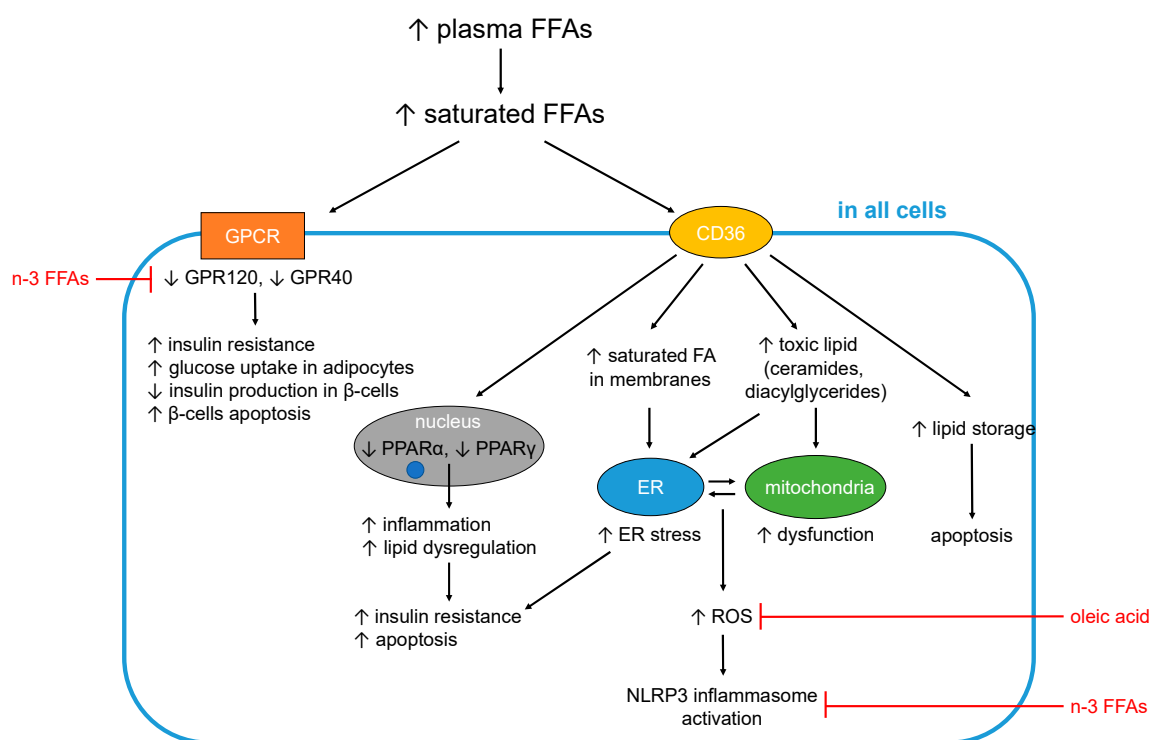 ↑ plasma FFAs
↑ saturated FFAs
in all cells
GPCR
CD36
n-3 FFAs
↓ GPR120, ↓ GPR40
↑ insulin resistance
↑ glucose uptake in adipocytes
↓ insulin production in β-cells
↑ β-cells apoptosis
↑ saturated FA
in membranes
↑ toxic lipid
(ceramides,
diacylglycerides)
nucleus
↓ PPARα, ↓ PPARγ
↑ lipid storage
ER
mitochondria
↑ inflammation
↑ lipid dysregulation
↑ ER stress
↑ dysfunction
apoptosis
↑ insulin resistance
↑ apoptosis
↑ ROS
oleic acid
NLRP3 inflammasome
activation
n-3 FFAs